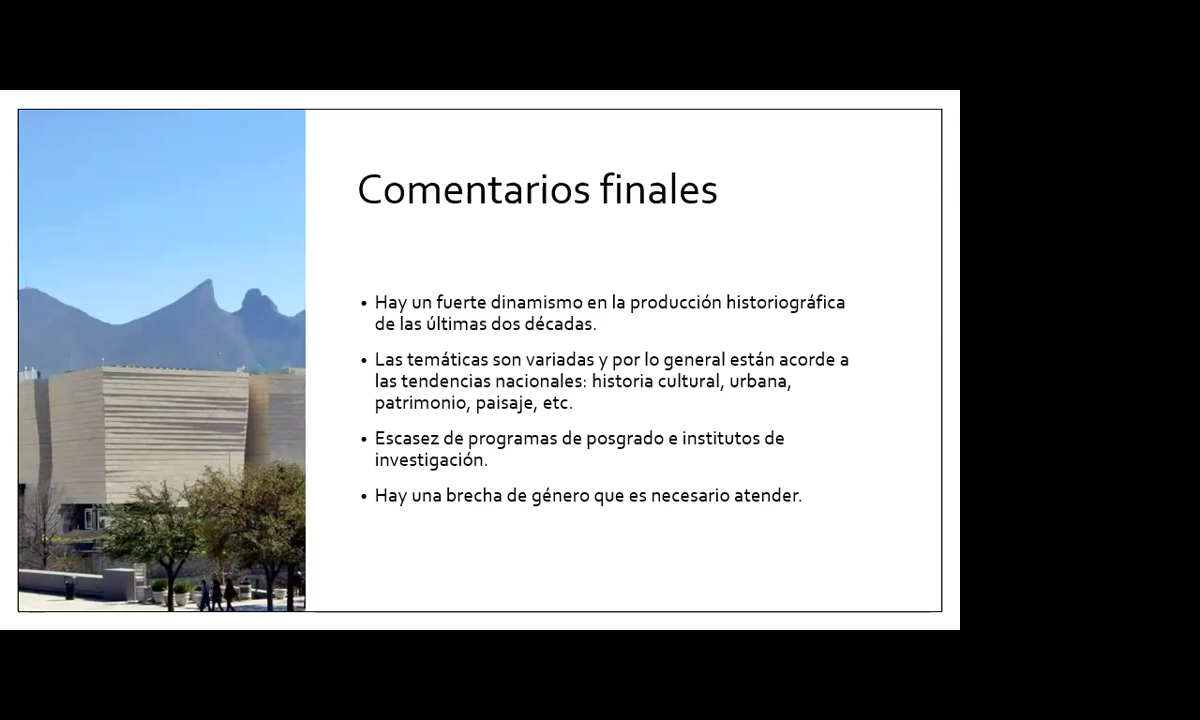 Comentarios finales
• Hay un fuerte dinamismo en la producción historiográfica
de las últimas dos décadas.
• Las temáticas son variadas y por lo general están acorde a
las tendencias nacionales: historia cultural, urbana,
patrimonio, paisaje, etc.
• Escasez de programas de posgrado e institutos de
investigación.
• Hay una brecha de género que es necesario atender.